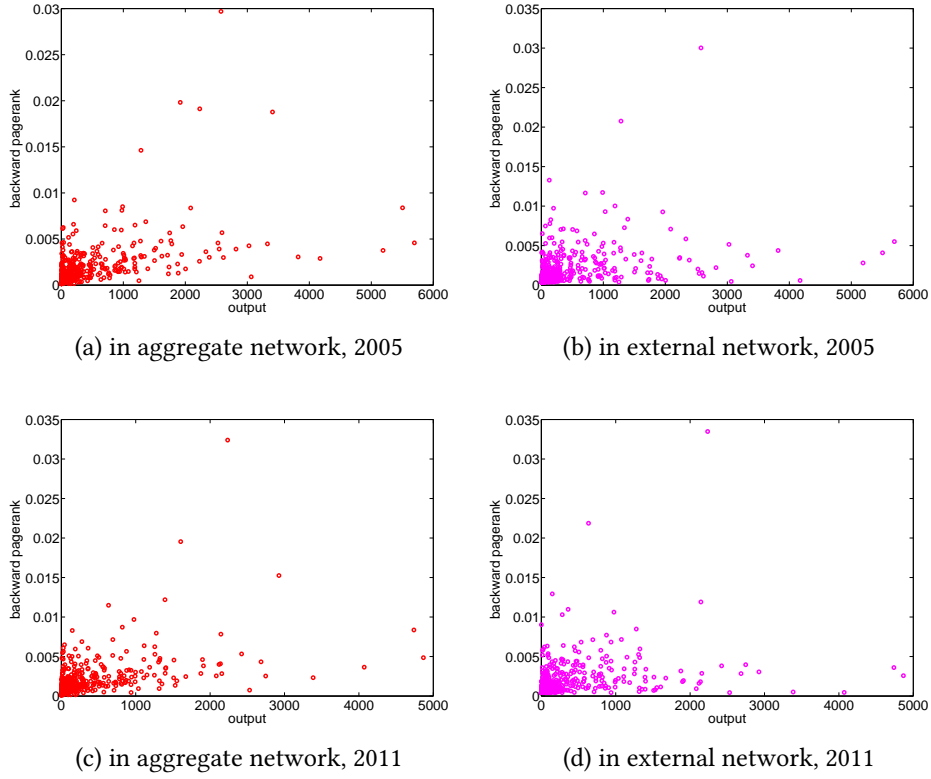 0.03
0.025
0.02
0.015
0.01
0.005
0
backward pagerank
0 1000 2000 3000 4000 5000 6000
output
(a) in aggregate network, 2005
0.035
0.03
0.025
0.02
0.015
0.01
0.005
0
backward pagerank
0 1000 2000 3000 4000 5000 6000
output
(b) in external network, 2005
0.035
0.03
0.025
0.02
0.015
0.01
0.005
0
backward pagerank
0 1000 2000 3000 4000 5000
output
(c) in aggregate network, 2011
0.035
0.03
0.025
0.02
0.015
0.01
0.005
0
backward pagerank
0 1000 2000 3000 4000 5000
output
(d) in external network, 2011